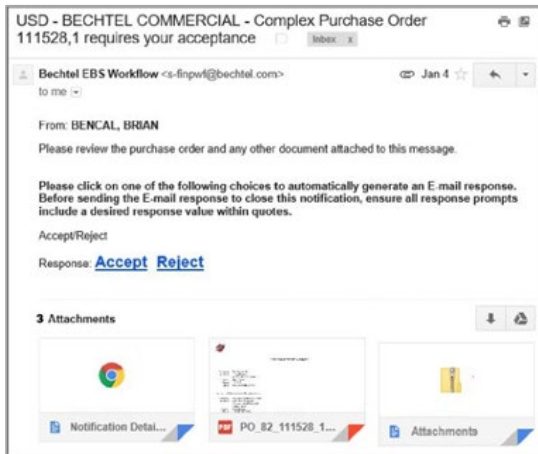 USD - BECHTEL COMMERCIAL - Complex Purchase Order
111528,1 requires your acceptance Inbox x
Bechtel EBS Workflow <s-finpwf@bechtel.com> Jan 4
to me
From: BENCAL, BRIAN
Please review the purchase order and any other document attached to this message.
Please click on one of the following choices to automatically generate an E-mail response.
Before sending the E-mail response to close this notification, ensure all response prompts
include a desired response value within quotes.
Accept/Reject
Response: Accept Reject
3 Attachments
Notification Detai... PDF PO_82_111528_1... Attachments